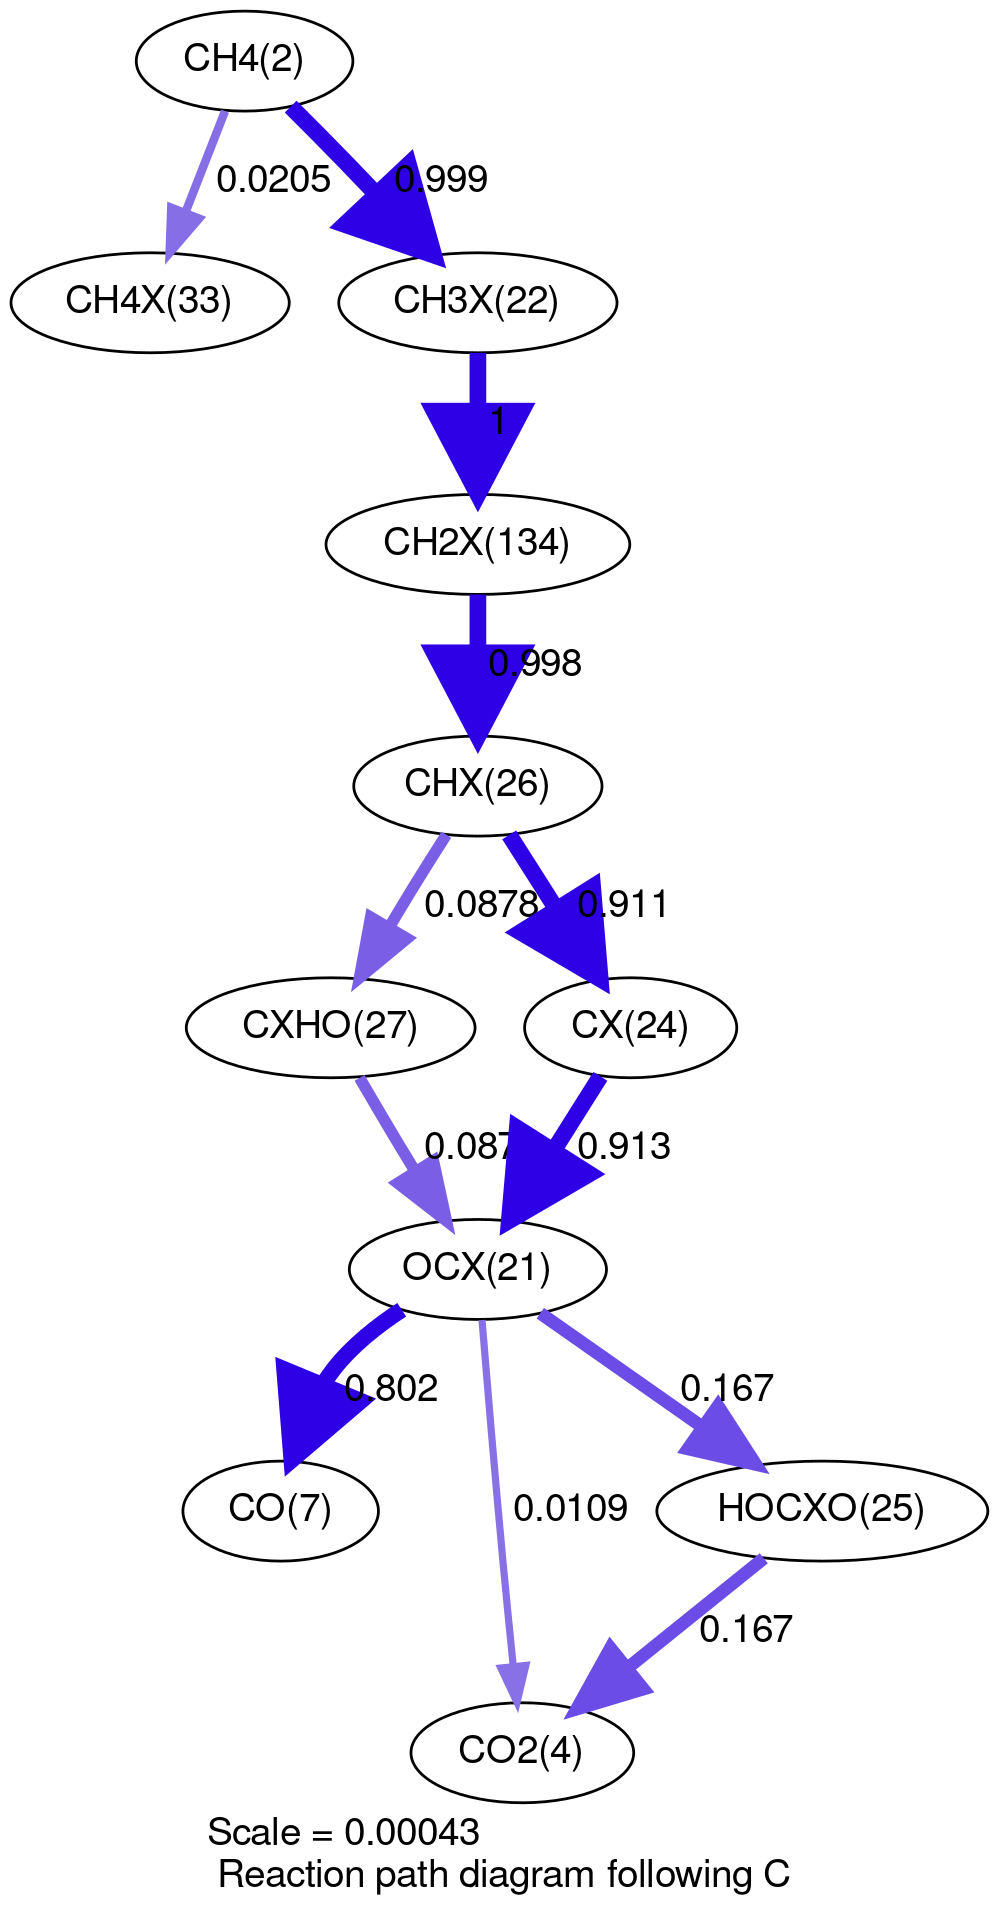 CH4(2)
0.0205
0.999
CH4X(33)
CH3X(22)
1
CH2X(134)
0.998
CHX(26)
0.0878
0.911
CXHO(27)
CX(24)
0.913
OCX(21)
0.802
0.167
CO(7)
0.0109
HOCXO(25)
0.167
CO2(4)
Scale = 0.00043
Reaction path diagram following C